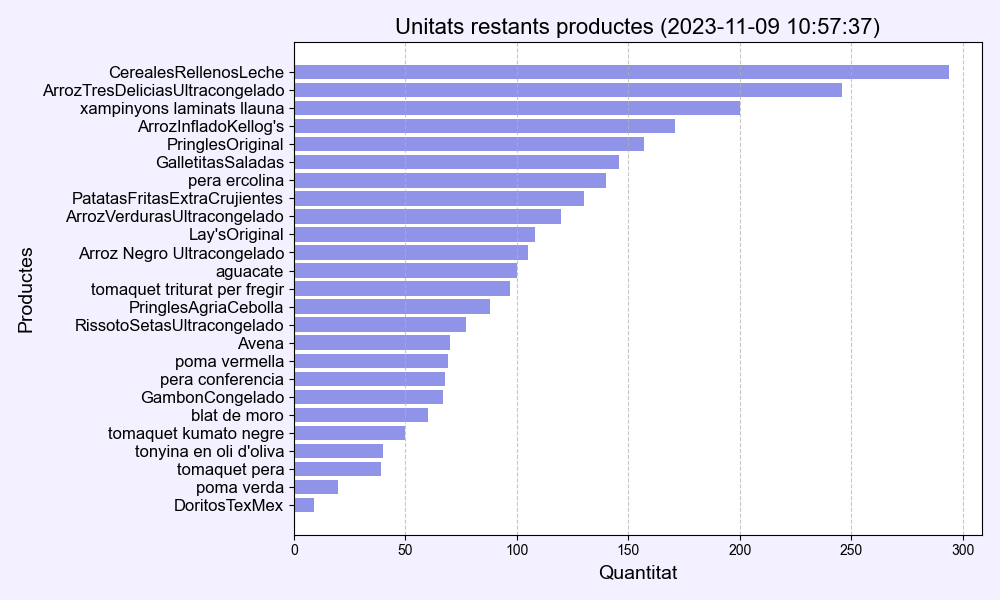 Unitats restants productes (2023-11-09 10:57:37)
Productes
CerealesRellenosLeche
ArrozTresDeliciasUltracongelado
xampinyons laminats llauna
ArrozInfladoKellog's
PringlesOriginal
GalletitasSaladas
pera ercolina
PatatasFritasExtraCrujientes
ArrozVerdurasUltracongelado
Lay'sOriginal
Arroz Negro Ultracongelado
aguacate
tomaquet triturat per fregir
PringlesAgriaCebolla
RissotoSetasUltracongelado
Avena
poma vermella
pera conferencia
GambonCongelado
blat de moro
tomaquet kumato negre
tonyina en oli d'oliva
tomaquet pera
poma verda
DoritosTexMex
0 50 100 150 200 250 300
Quantitat